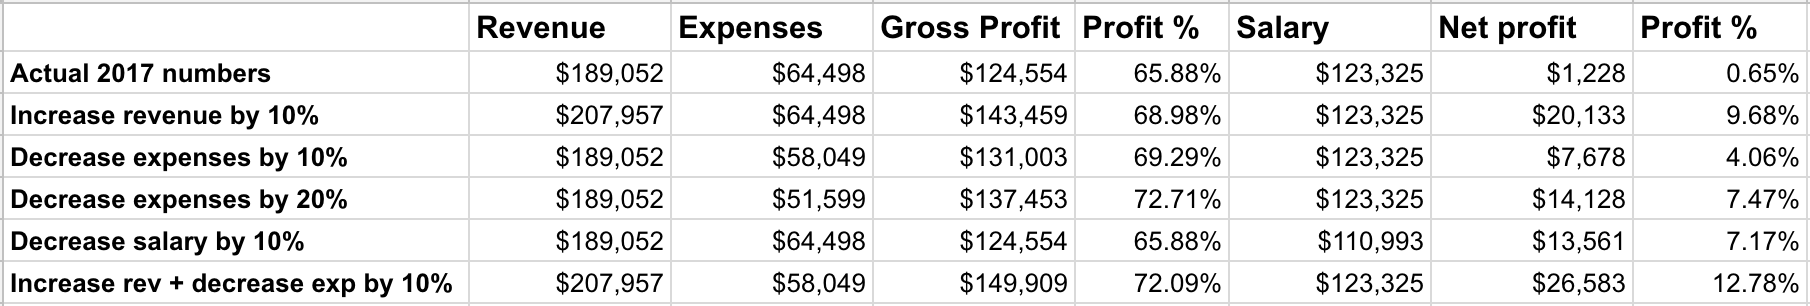 Revenue Expenses Gross Profit Profit % Salary Net profit Profit %
Actual 2017 numbers $189,052 $64,498 $124,554 65.88% $123,325 $1,228 0.65%
Increase revenue by 10% $207,957 $64,498 $143,459 68.98% $123,325 $20,133 9.68%
Decrease expenses by 10% $189,052 $58,049 $131,003 69.29% $123,325 $7,678 4.06%
Decrease expenses by 20% $189,052 $51,599 $137,453 72.71% $123,325 $14,128 7.47%
Decrease salary by 10% $189,052 $64,498 $124,554 65.88% $110,993 $13,561 7.17%
Increase rev + decrease exp by 10% $207,957 $58,049 $149,909 72.09% $123,325 $26,583 12.78%